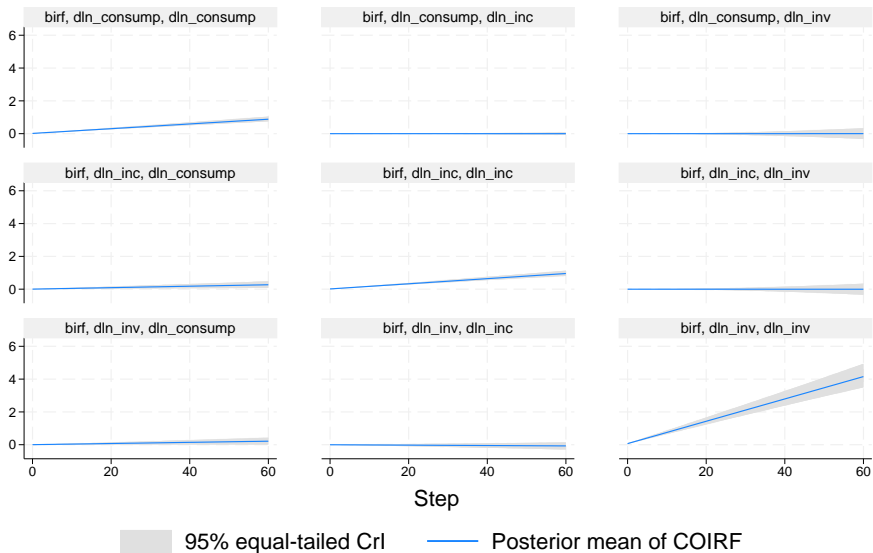 birf, dln_consump, dln_consump
birf, dln_consump, dln_inc
birf, dln_consump, dln_inv
6
4
2
0
birf, dln_inc, dln_consump
birf, dln_inc, dln_inc
birf, dln_inc, dln_inv
6
4
2
0
birf, dln_inv, dln_consump
birf, dln_inv, dln_inc
birf, dln_inv, dln_inv
6
4
2
0
0 20 40 60
0 20 40 60
0 20 40 60
Step
95% equal-tailed CrI
Posterior mean of COIRF